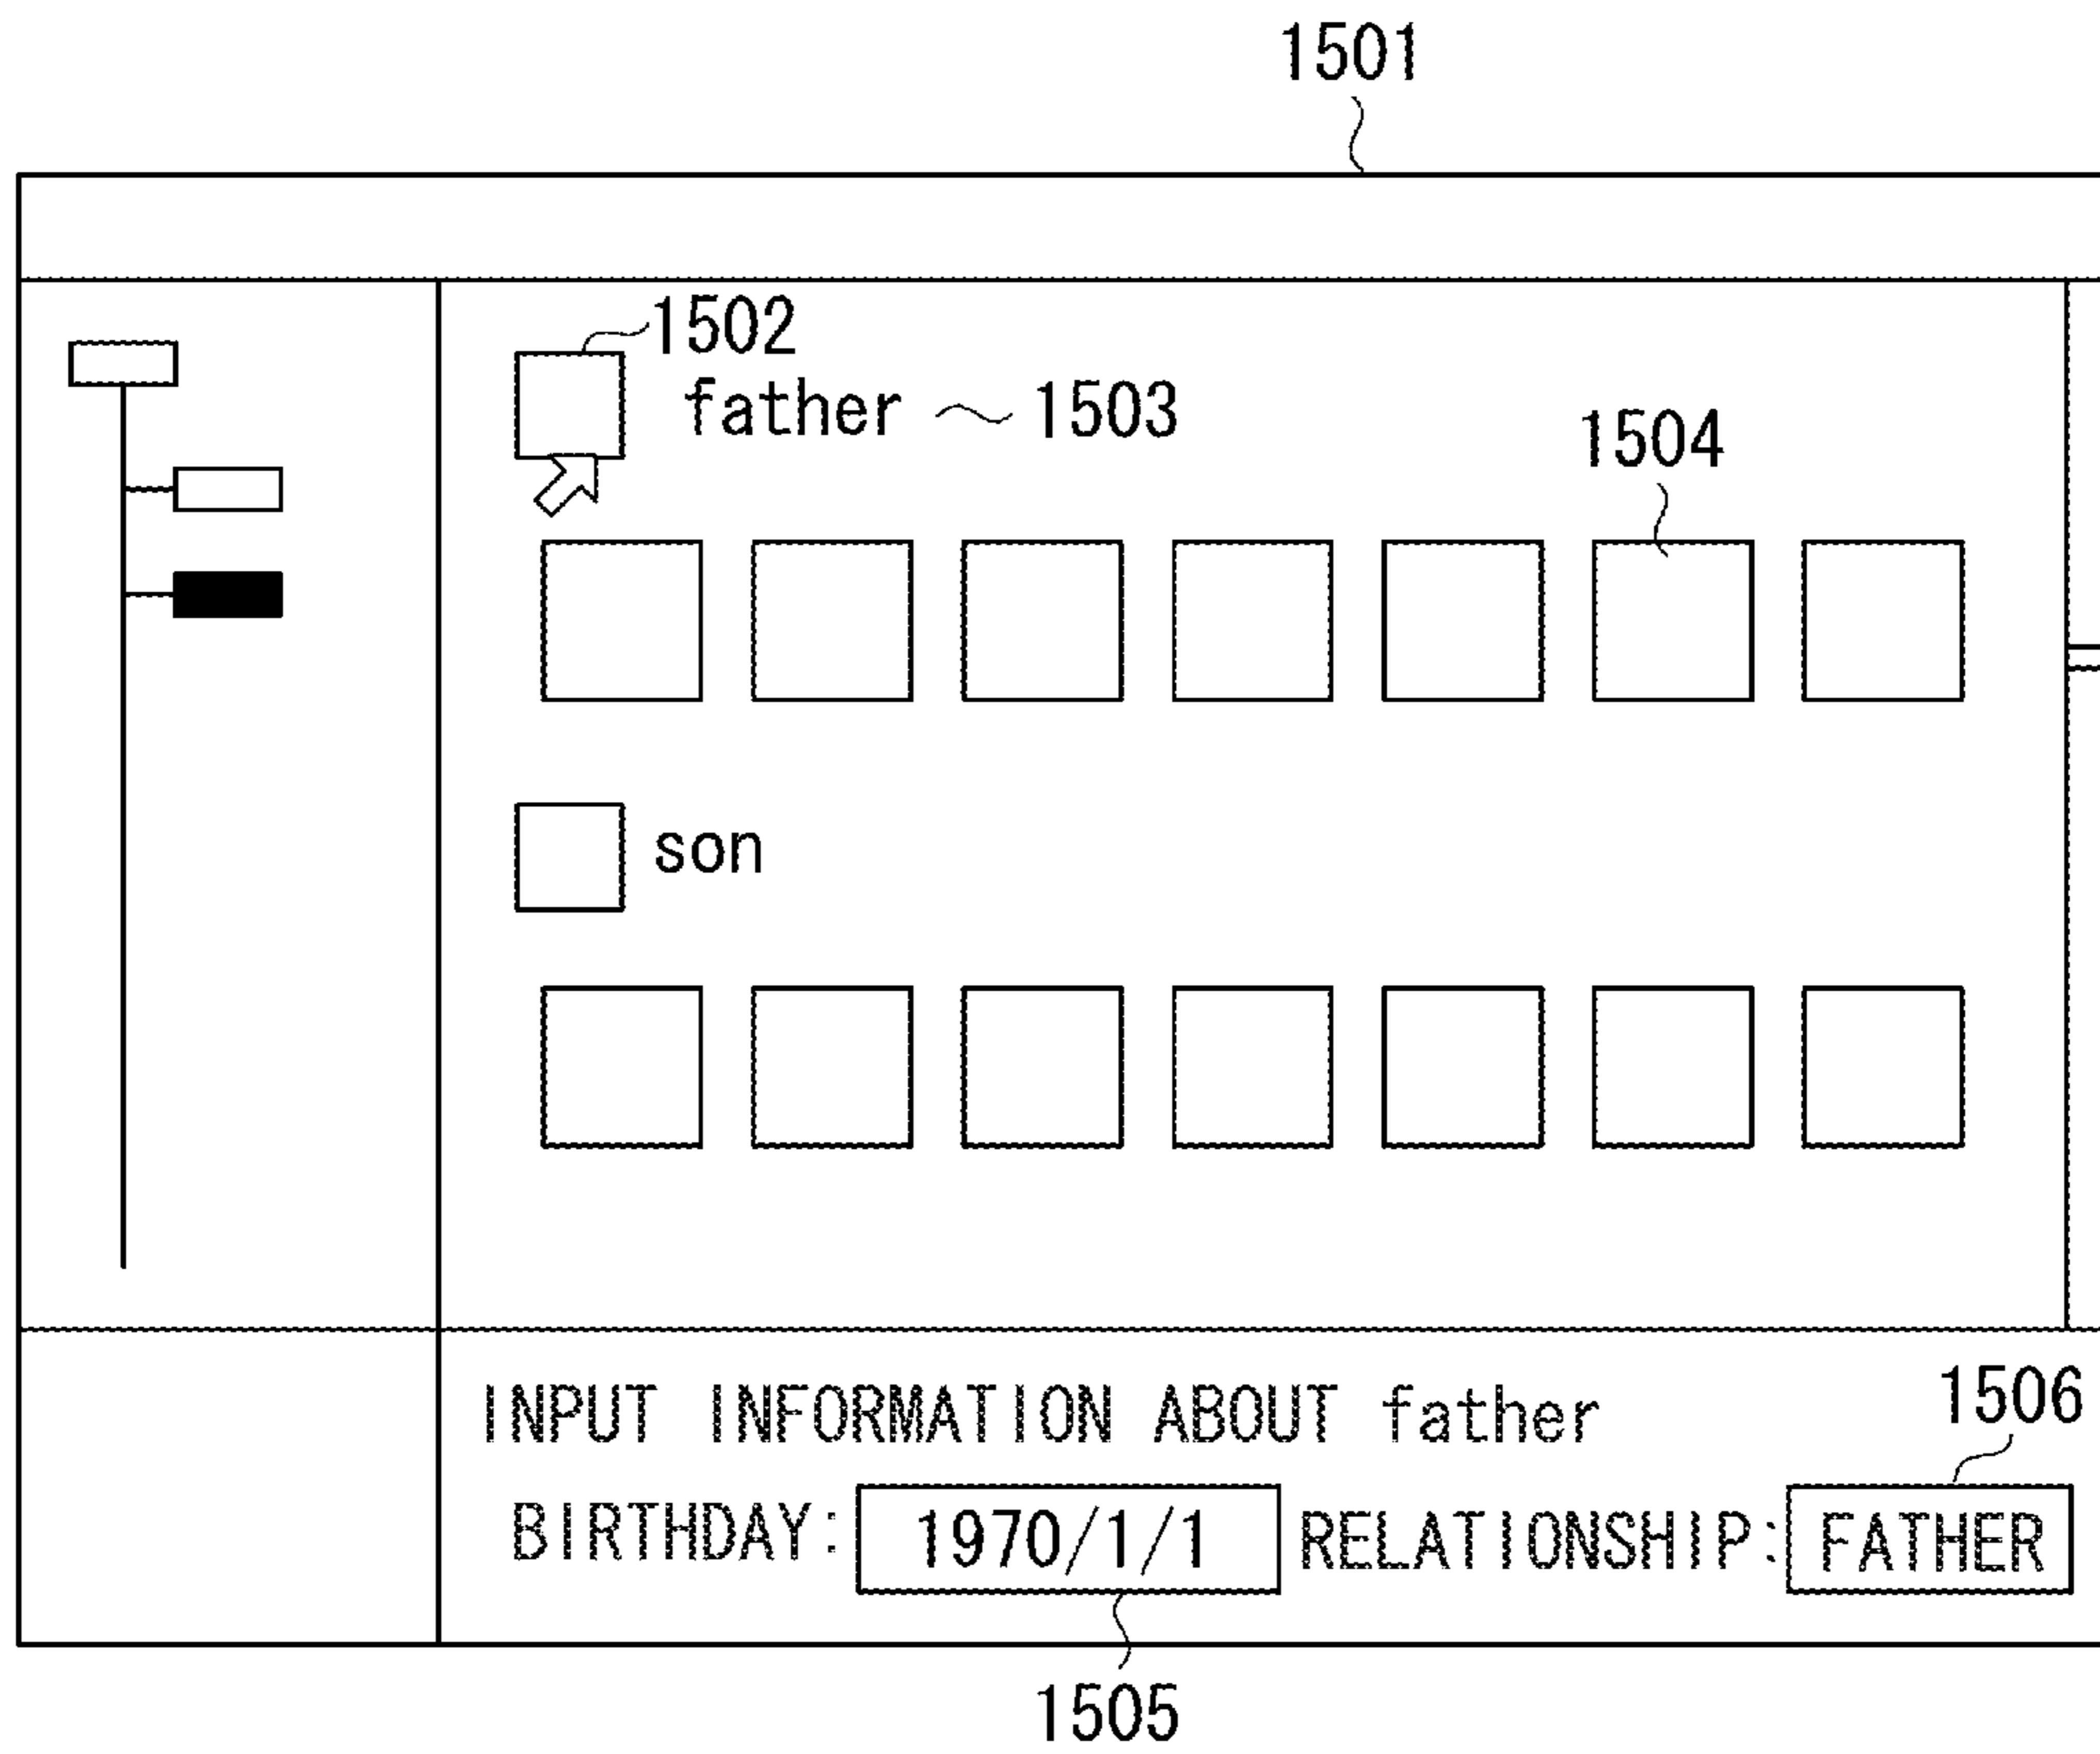 1501
1502
father 1503
1504
son
INPUT INFORMATION ABOUT father
1506
BIRTHDAY: 1970/1/1 RELATIONSHIP: FATHER
1505